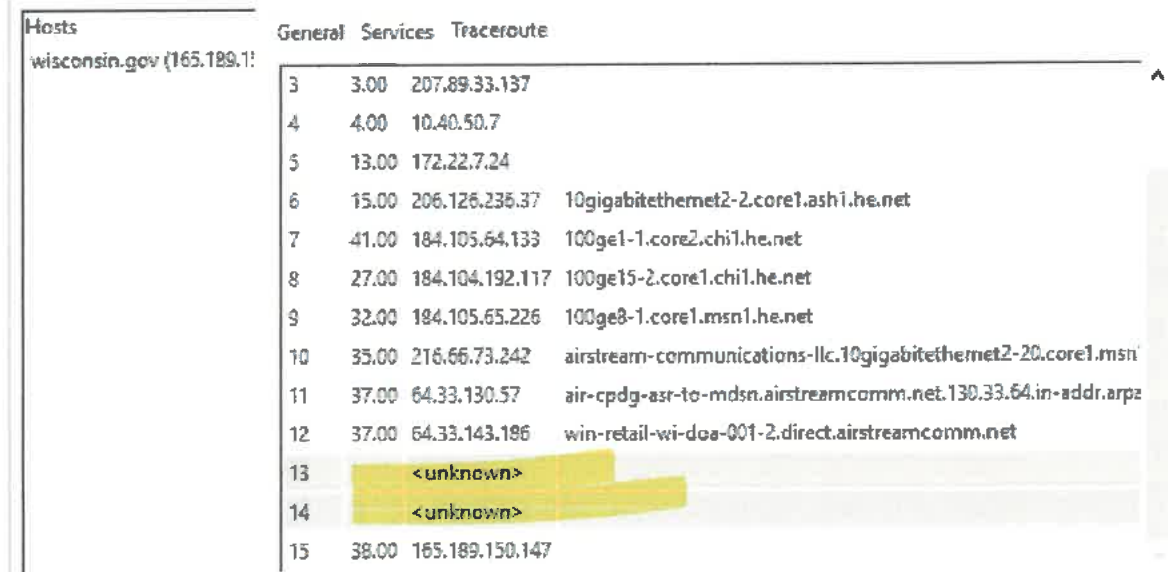 Hosts
wisconsin.gov (165.189.1
General Services Traceroute
3 3.00 207.89.33.137
4 4.00 10.40.50.7
5 13.00 172.22.7.24
6 15.00 206.126.236.37 10gigabitethernet2-2.core1.ash1.he.net
7 41.00 184.105.64.133 100ge1-1.core2.chi1.he.net
8 27.00 184.104.192.117 100ge15-2.core1.chi1.he.net
9 32.00 184.105.65.226 100ge8-1.core1.msn1.he.net
10 35.00 216.66.73.242 airstream-communications-llc.10gigabitethernet2-20.core1.msn
11 37.00 64.33.130.57 air-cpdg-asr-to-mdsn.airstreamcomm.net.130.33.64.in-addr.arpa
12 37.00 64.33.143.186 win-retail-wi-doa-001-2.direct.airstreamcomm.net
13 <unknown>
14 <unknown>
15 38.00 165.189.150.147